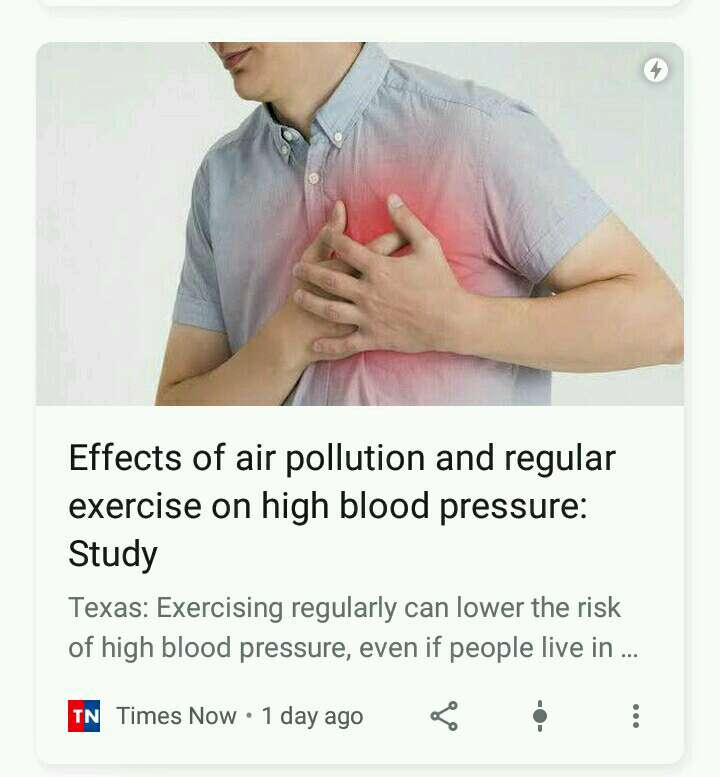 Effects of air pollution and regular
exercise on high blood pressure:
Study
Texas: Exercising regularly can lower the risk
of high blood pressure, even if people live in ...
TN Times Now • 1 day ago